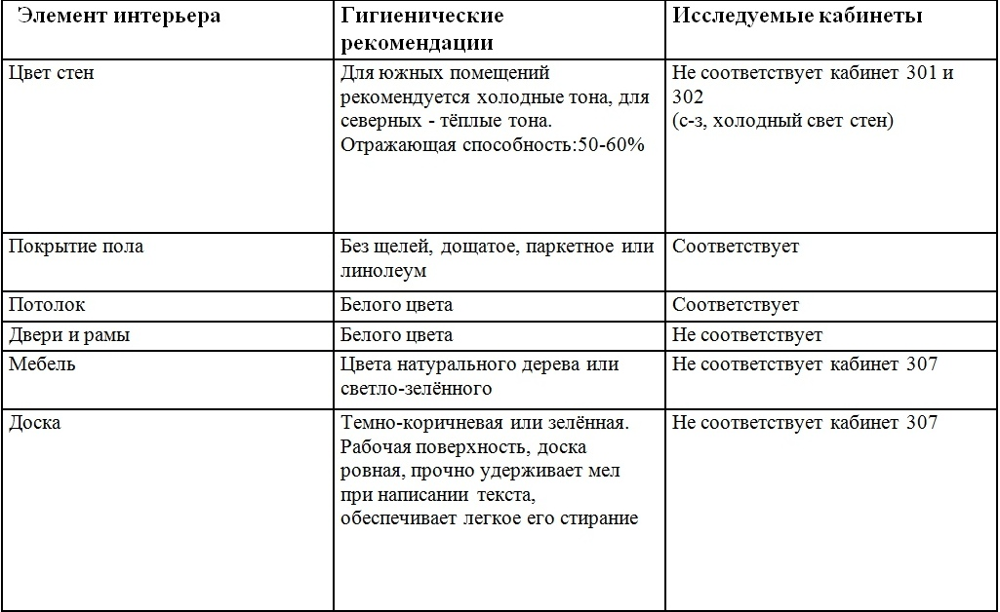 Элемент интерьера
Гигиенические
рекомендации
Исследуемые кабинеты
Цвет стен
Для южных помещений
рекомендуется холодные тона, для
северных - тёплые тона.
Отражающая способность:50-60%
Не соответствует кабинет 301 и
302
(с-з, холодный свет стен)
Покрытие пола
Без щелей, дощатое, паркетное или
линолеум
Соответствует
Потолок
Белого цвета
Соответствует
Двери и рамы
Белого цвета
Не соответствует
Мебель
Цвета натурального дерева или
светло-зелённого
Не соответствует кабинет 307
Доска
Темно-коричневая или зелённая.
Рабочая поверхность, доска
ровная, прочно удерживает мел
при написании текста,
обеспечивает легкое его стирание
Не соответствует кабинет 307